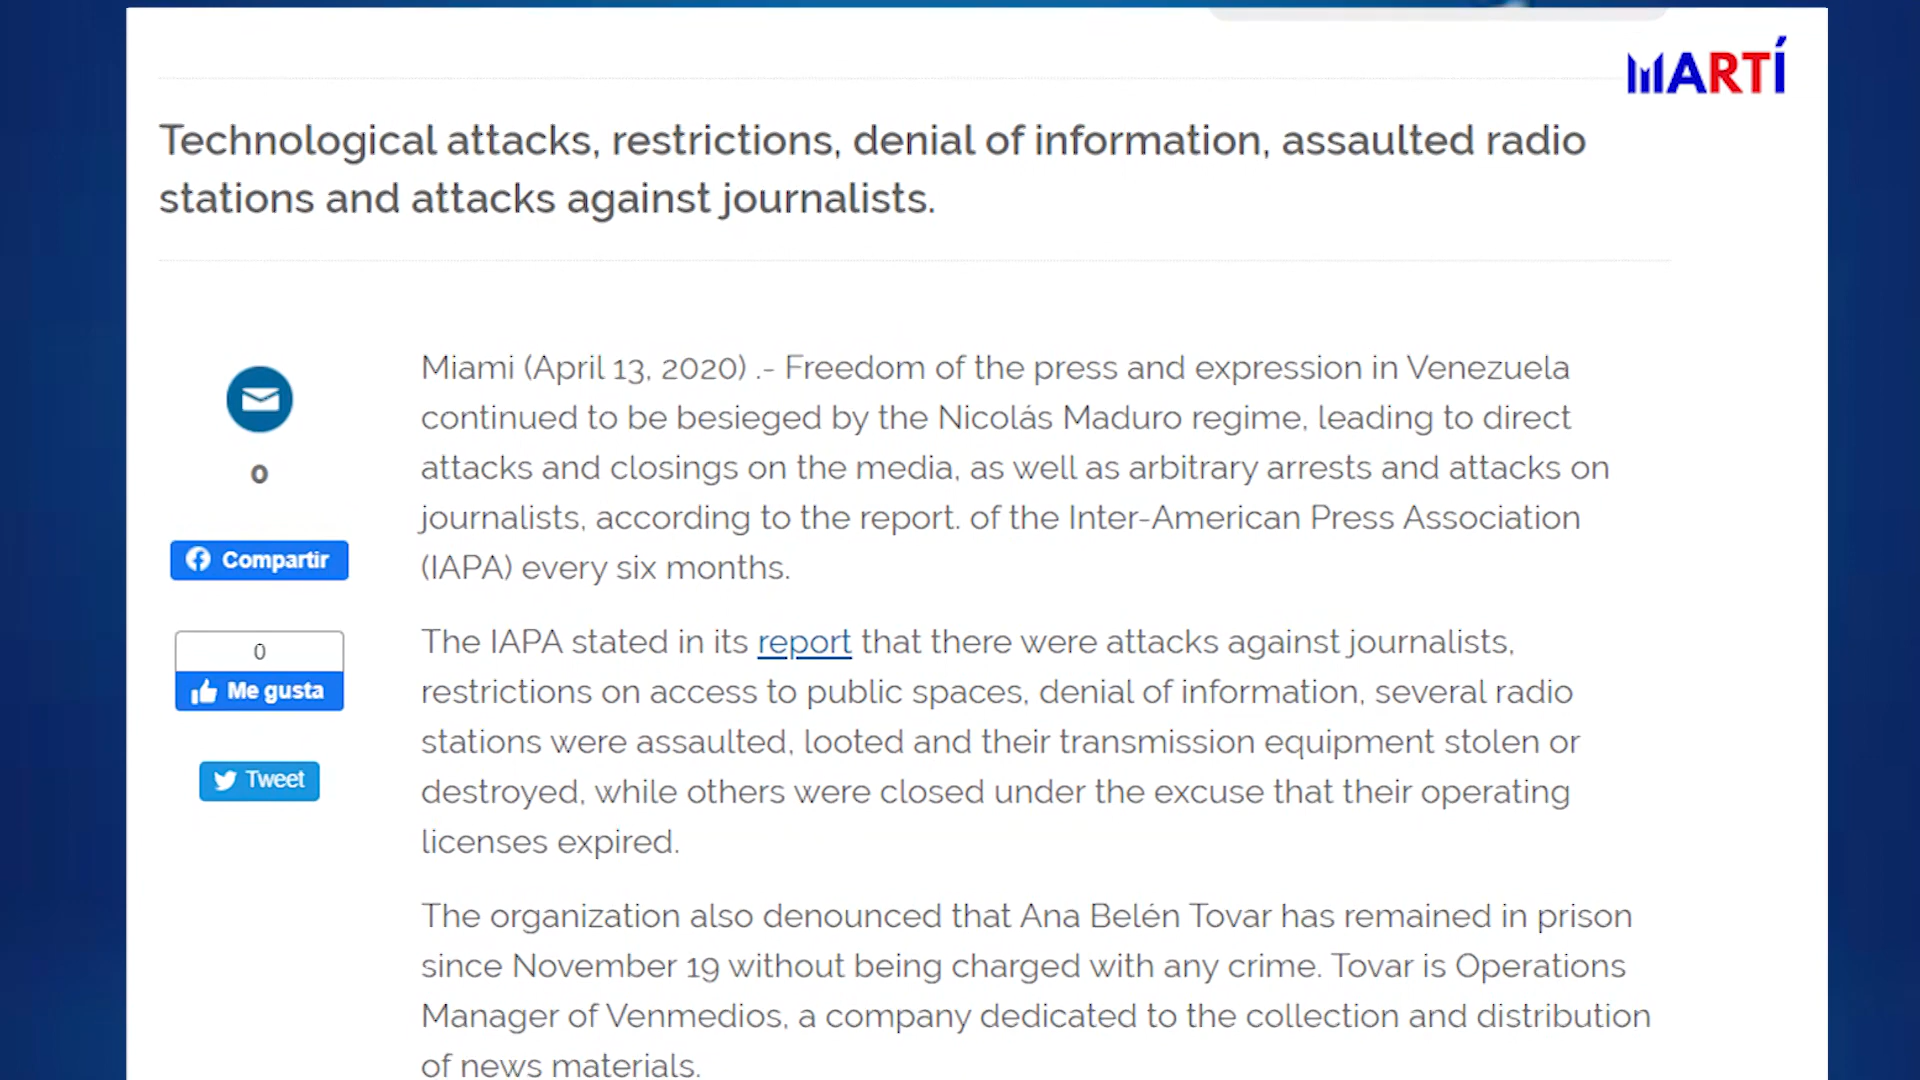 MARTÍ
Technological attacks, restrictions, denial of information, assaulted radio
stations and attacks against journalists.
Miami (April 13, 2020) .- Freedom of the press and expression in Venezuela
continued to be besieged by the Nicolás Maduro regime, leading to direct
attacks and closings on the media, as well as arbitrary arrests and attacks on
journalists, according to the report. of the Inter-American Press Association
(IAPA) every six months.
0
Compartir
0
Me gusta
Tweet
The IAPA stated in its report that there were attacks against journalists,
restrictions on access to public spaces, denial of information, several radio
stations were assaulted, looted and their transmission equipment stolen or
destroyed, while others were closed under the excuse that their operating
licenses expired.
The organization also denounced that Ana Belén Tovar has remained in prison
since November 19 without being charged with any crime. Tovar is Operations
Manager of Venmedios, a company dedicated to the collection and distribution
of news materials.